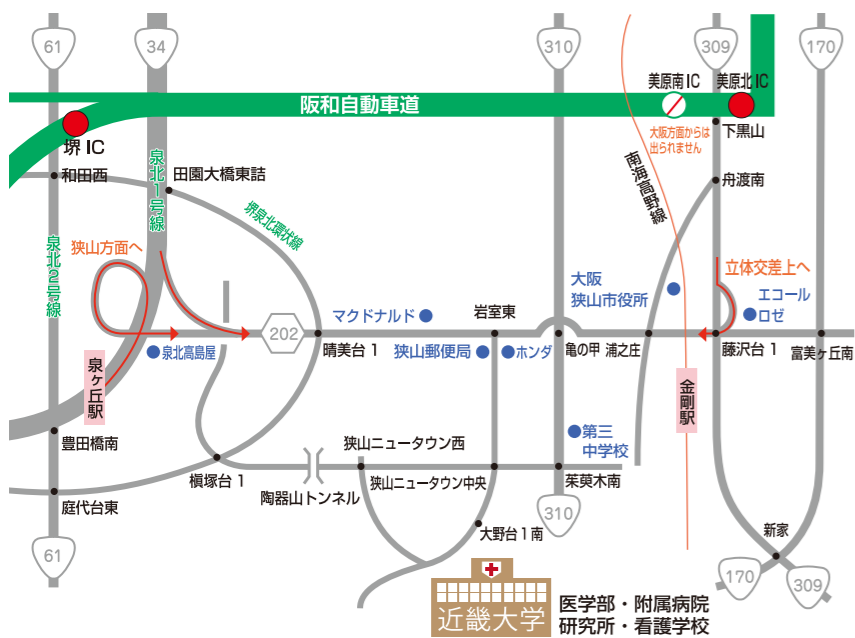 61
34
310
309
170
美原南IC
美原北IC
阪和自動車道
堺 IC
大阪方面からは
出られません
下黒山
和田西
泉北1号線
田園大橋東詰
南海高野線
舟渡南
堺泉北環状線
泉北2号線
狭山方面へ
立体交差上へ
大阪
狭山市役所
エコール
ロゼ
マクドナルド
岩室東
202
泉北高島屋
晴美台 1
狭山郵便局
ホンダ
亀の甲
浦之庄
藤沢台 1
富美ヶ丘南
泉ヶ丘駅
金剛駅
豊田橋南
狭山ニュータウン西
第三
中学校
槇塚台 1
陶器山トンネル
狭山ニュータウン中央
茱萸木南
庭代台東
310
大野台1南
新家
61
170
309
近畿大学
医学部・附属病院
研究所・看護学校